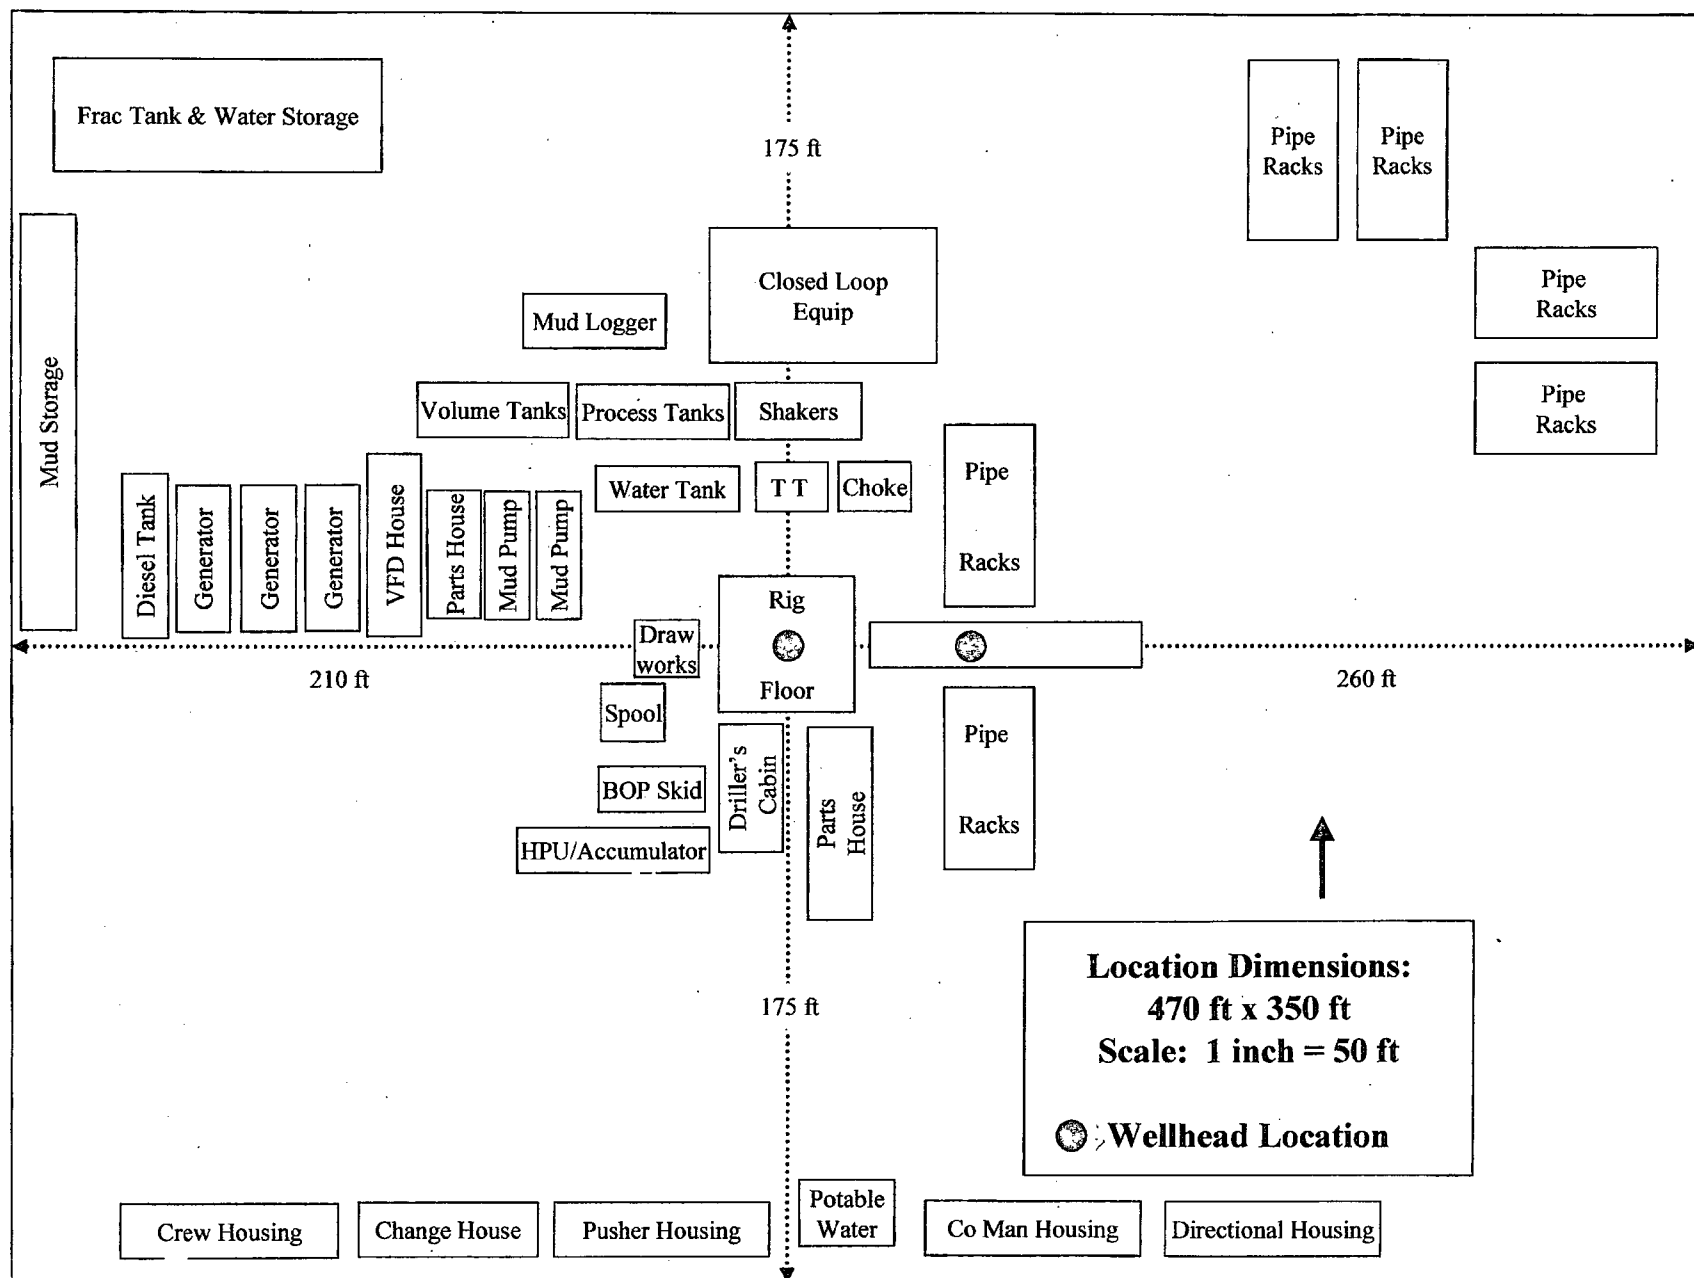 Frac Tank & Water Storage
175 ft
Pipe
Racks
Pipe
Racks
Closed Loop
Equip
Pipe
Racks
Mud Logger
Mud Storage
Volume Tanks
Process Tanks
Shakers
Pipe
Racks
Diesel Tank
Generator
Generator
Generator
VFD House
Parts House
Mud Pump
Mud Pump
Water Tank
T T
Choke
Pipe
Racks
Rig
Floor
Draw
works
210 ft
260 ft
Spool
BOP Skid
HPU/Accumulator
Driller's
Cabin
Parts
House
Pipe
Racks
Location Dimensions:
470 ft x 350 ft
Scale: 1 inch = 50 ft
Wellhead Location
175 ft
Crew Housing
Change House
Pusher Housing
Potable
Water
Co Man Housing
Directional Housing